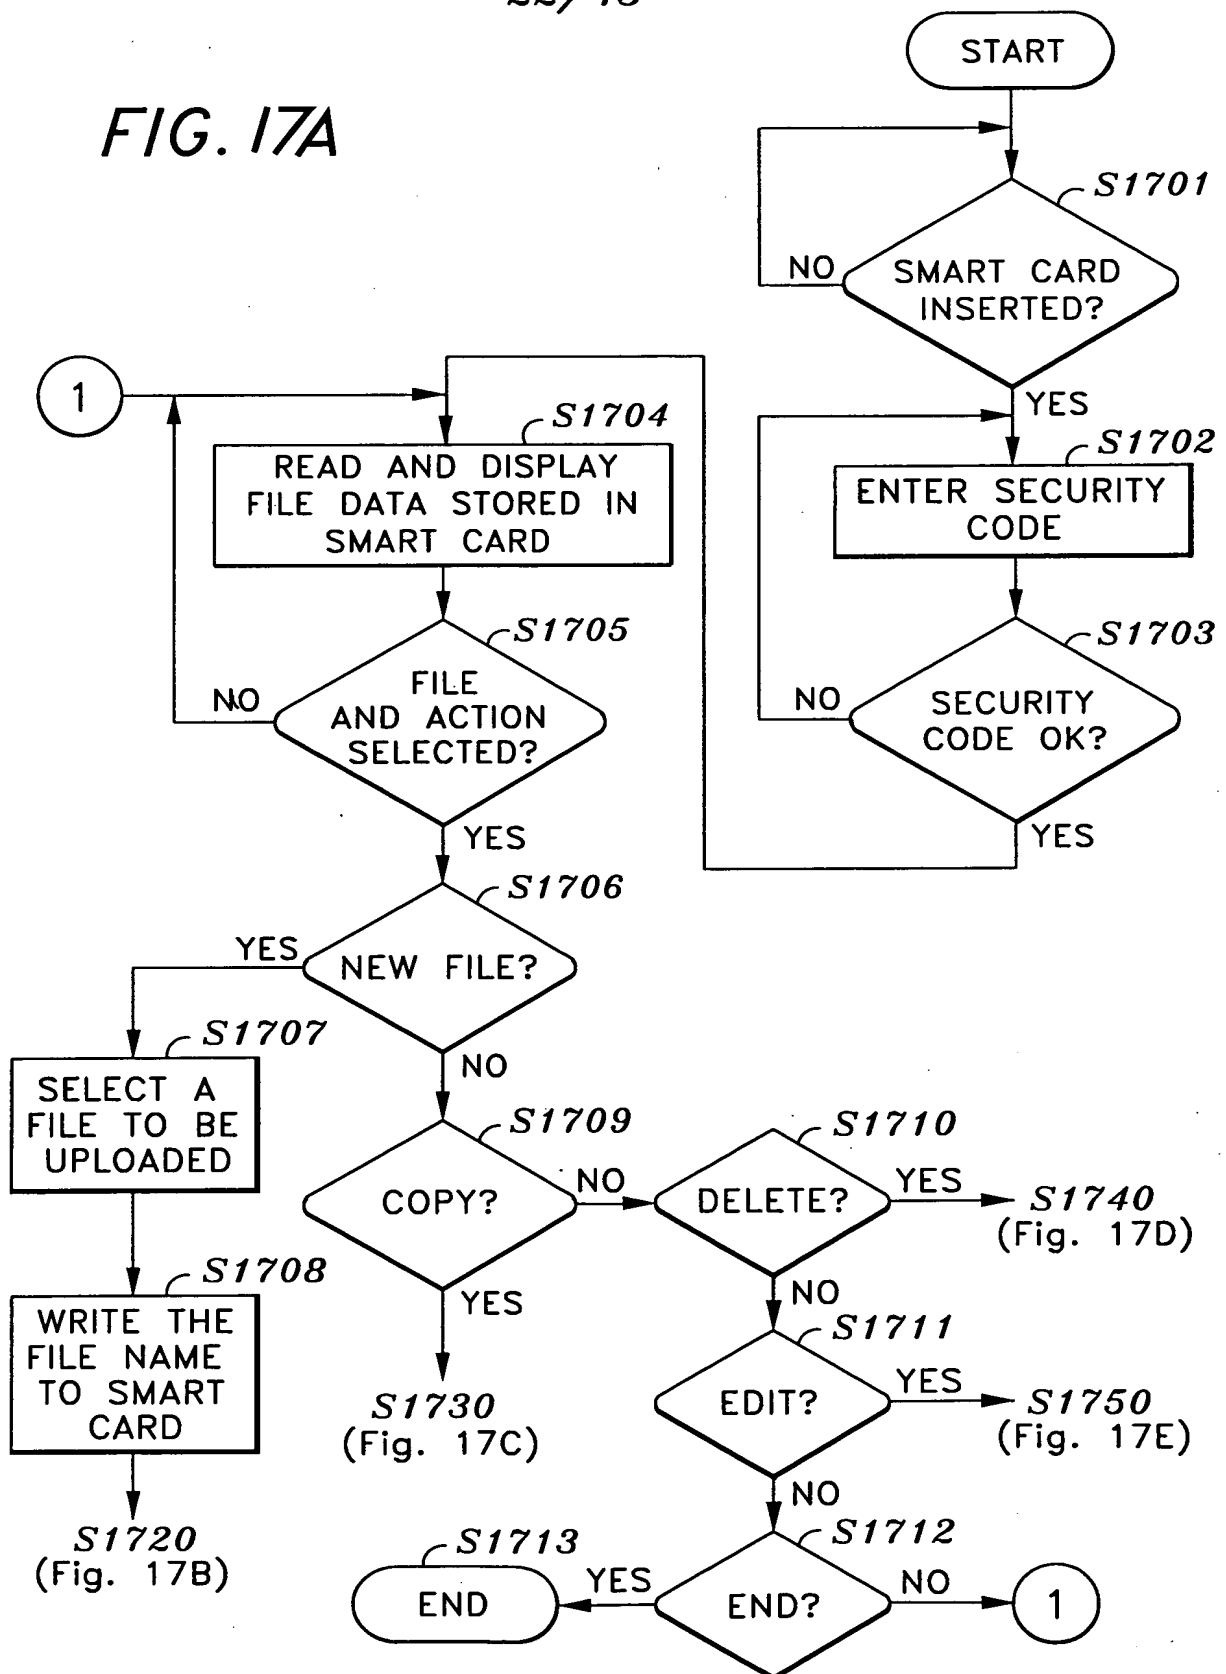 FIG. 17A
START
S1701
NO
SMART CARD
INSERTED?
YES
S1702
ENTER SECURITY
CODE
S1703
NO
SECURITY
CODE OK?
YES
1
S1704
READ AND DISPLAY
FILE DATA STORED IN
SMART CARD
S1705
NO
FILE
AND ACTION
SELECTED?
YES
S1706
YES
NEW FILE?
NO
S1707
SELECT A
FILE TO BE
UPLOADED
S1708
WRITE THE
FILE NAME
TO SMART
CARD
S1720
(Fig. 17B)
S1709
COPY?
NO
YES
S1730
(Fig. 17C)
S1710
DELETE?
YES
S1740
(Fig. 17D)
NO
S1711
EDIT?
YES
S1750
(Fig. 17E)
NO
S1712
END?
YES
S1713
END
NO
1